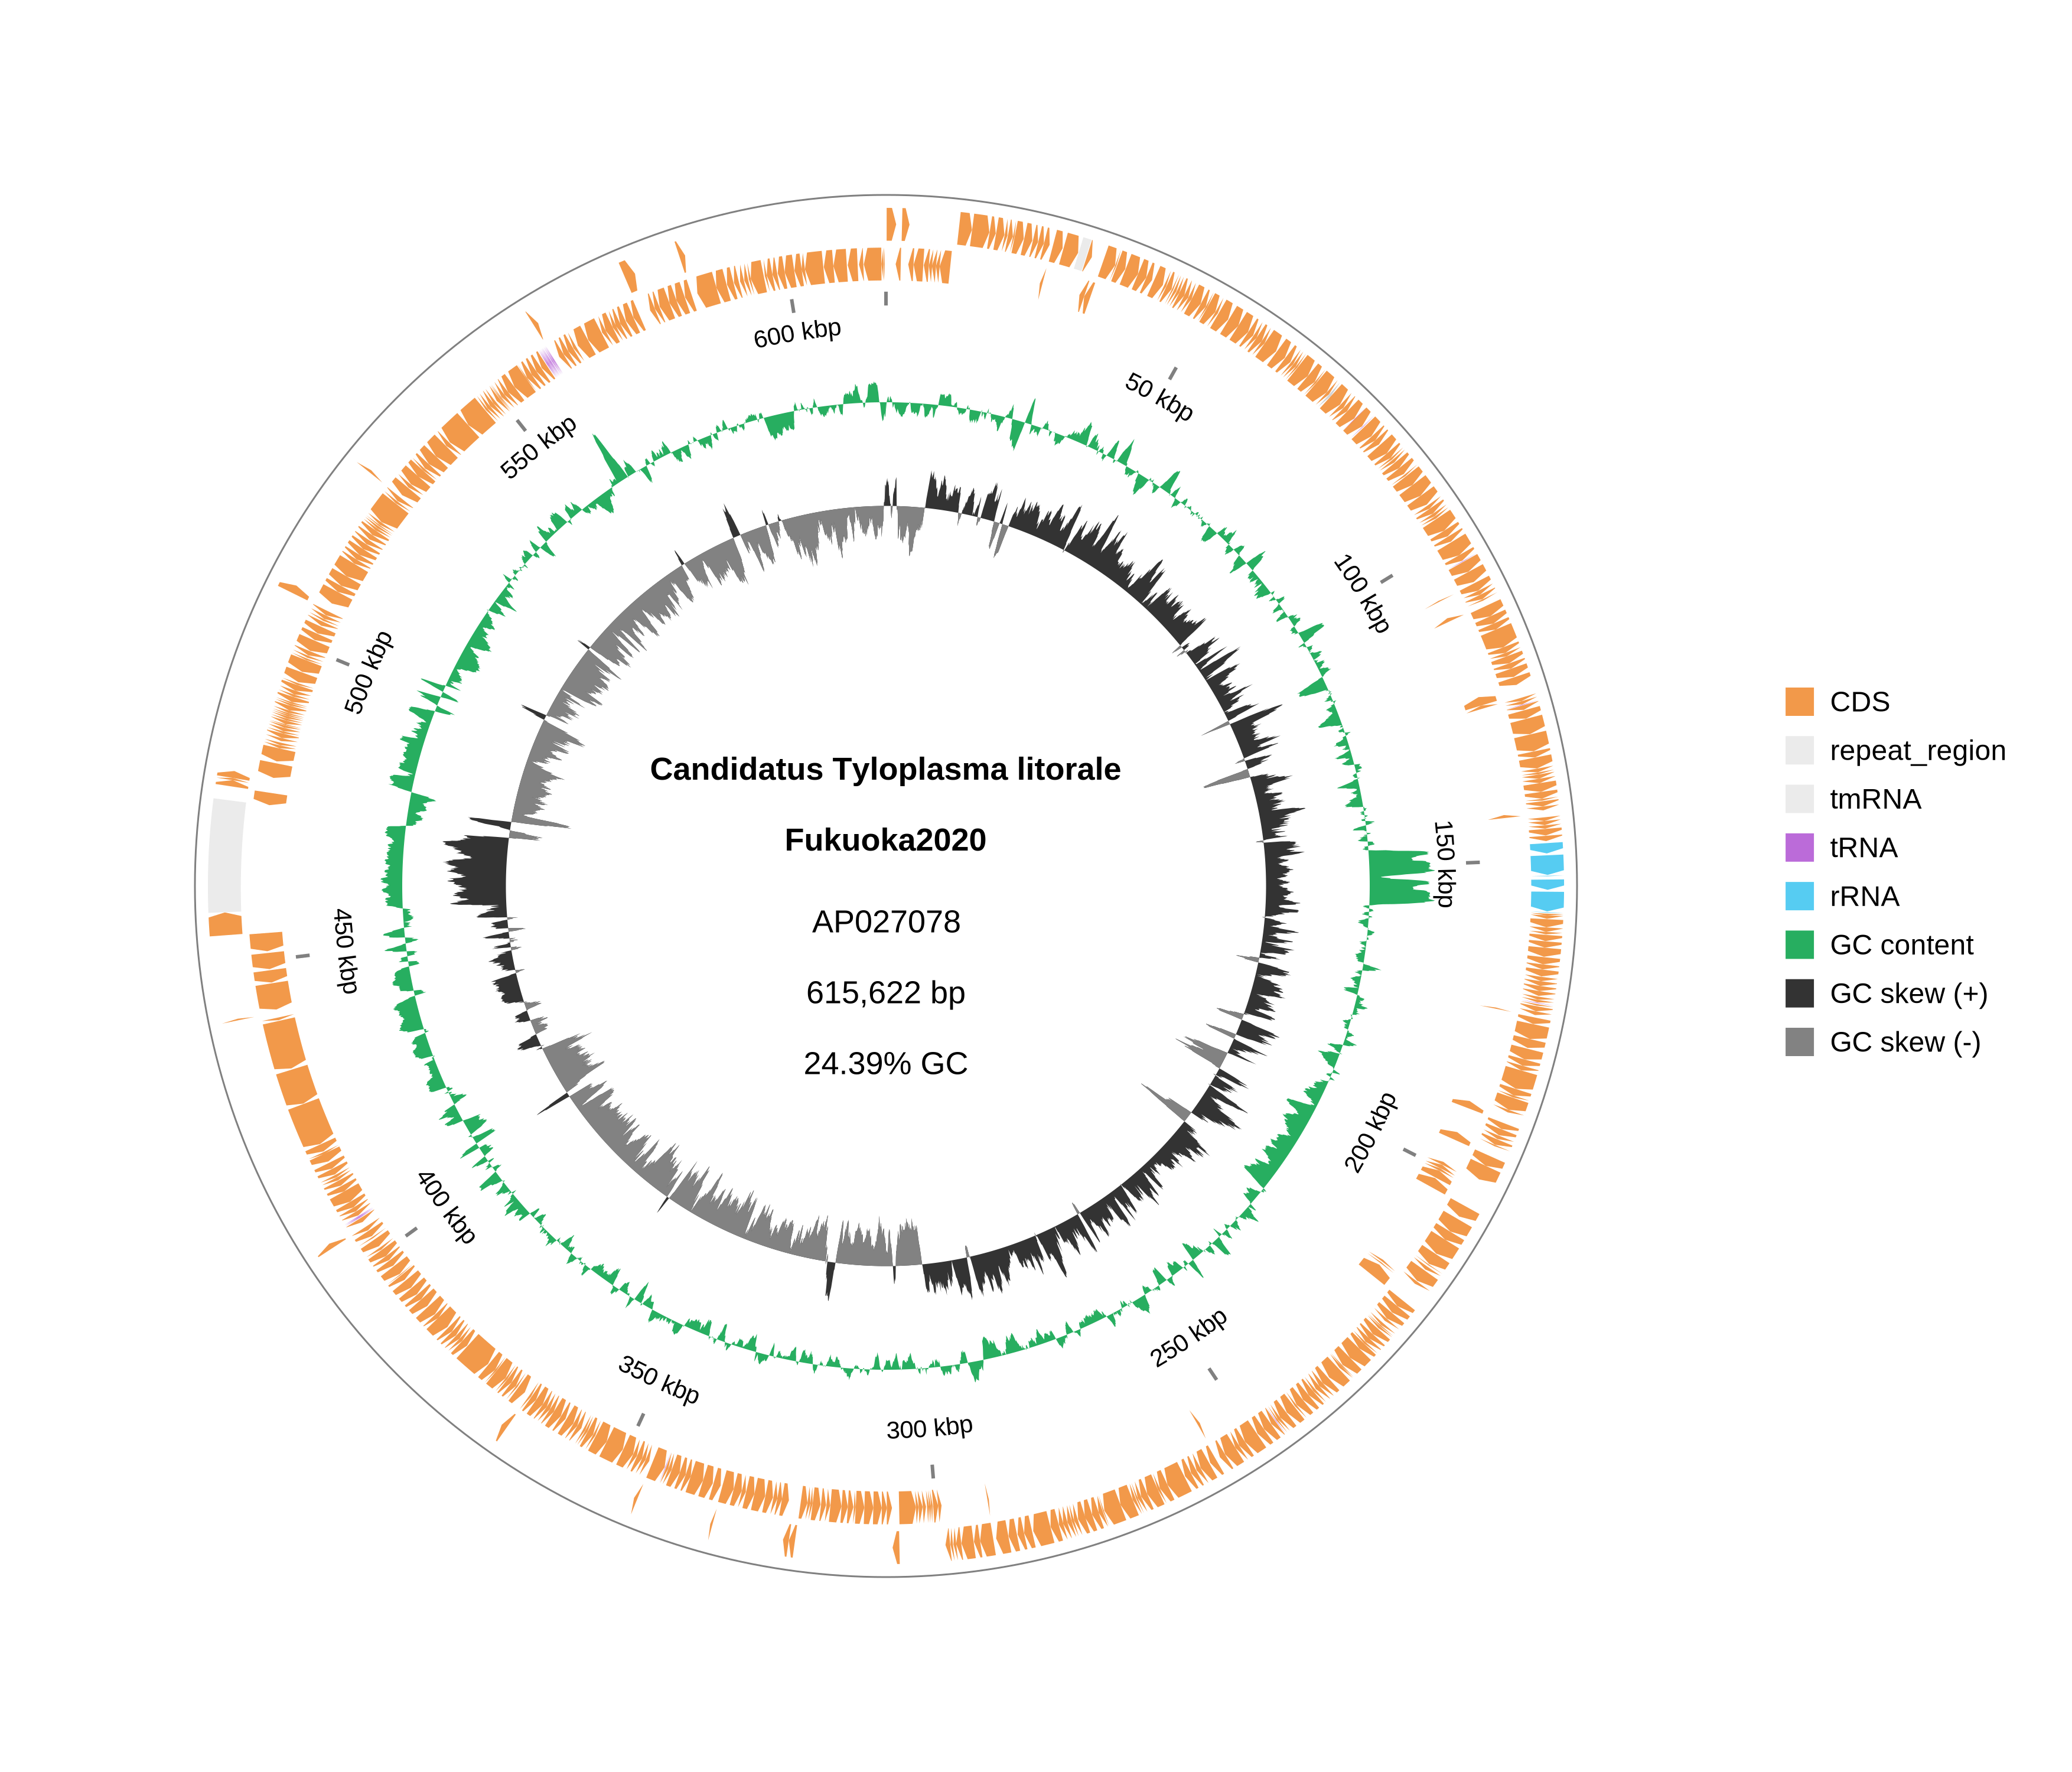 Candidatus Tyloplasma litorale
Fukuoka2020
AP027078
615,622 bp
24.39% GC
50 kbp
100 kbp
150 kbp
200 kbp
250 kbp
300 kbp
350 kbp
400 kbp
450 kbp
500 kbp
550 kbp
600 kbp
CDS
repeat_region
tmRNA
tRNA
rRNA
GC content
GC skew (+)
GC skew (-)